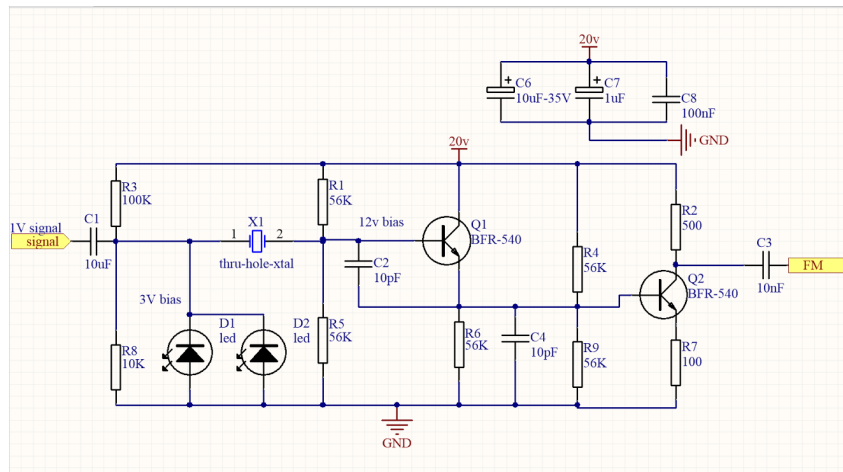 20v
C6
10uF-35V
C7
1uF
C8
100nF
GND
20v
R3
100K
R1
56K
1V signal
signal
C1
10uF
X1
1
2
thru-hole-xtal
12v bias
Q1
BFR-540
R2
500
C3
10nF
FM
C2
10pF
R4
56K
Q2
BFR-540
3V bias
D1
led
D2
led
R5
56K
R6
56K
C4
10pF
R9
56K
R7
100
R8
10K
GND